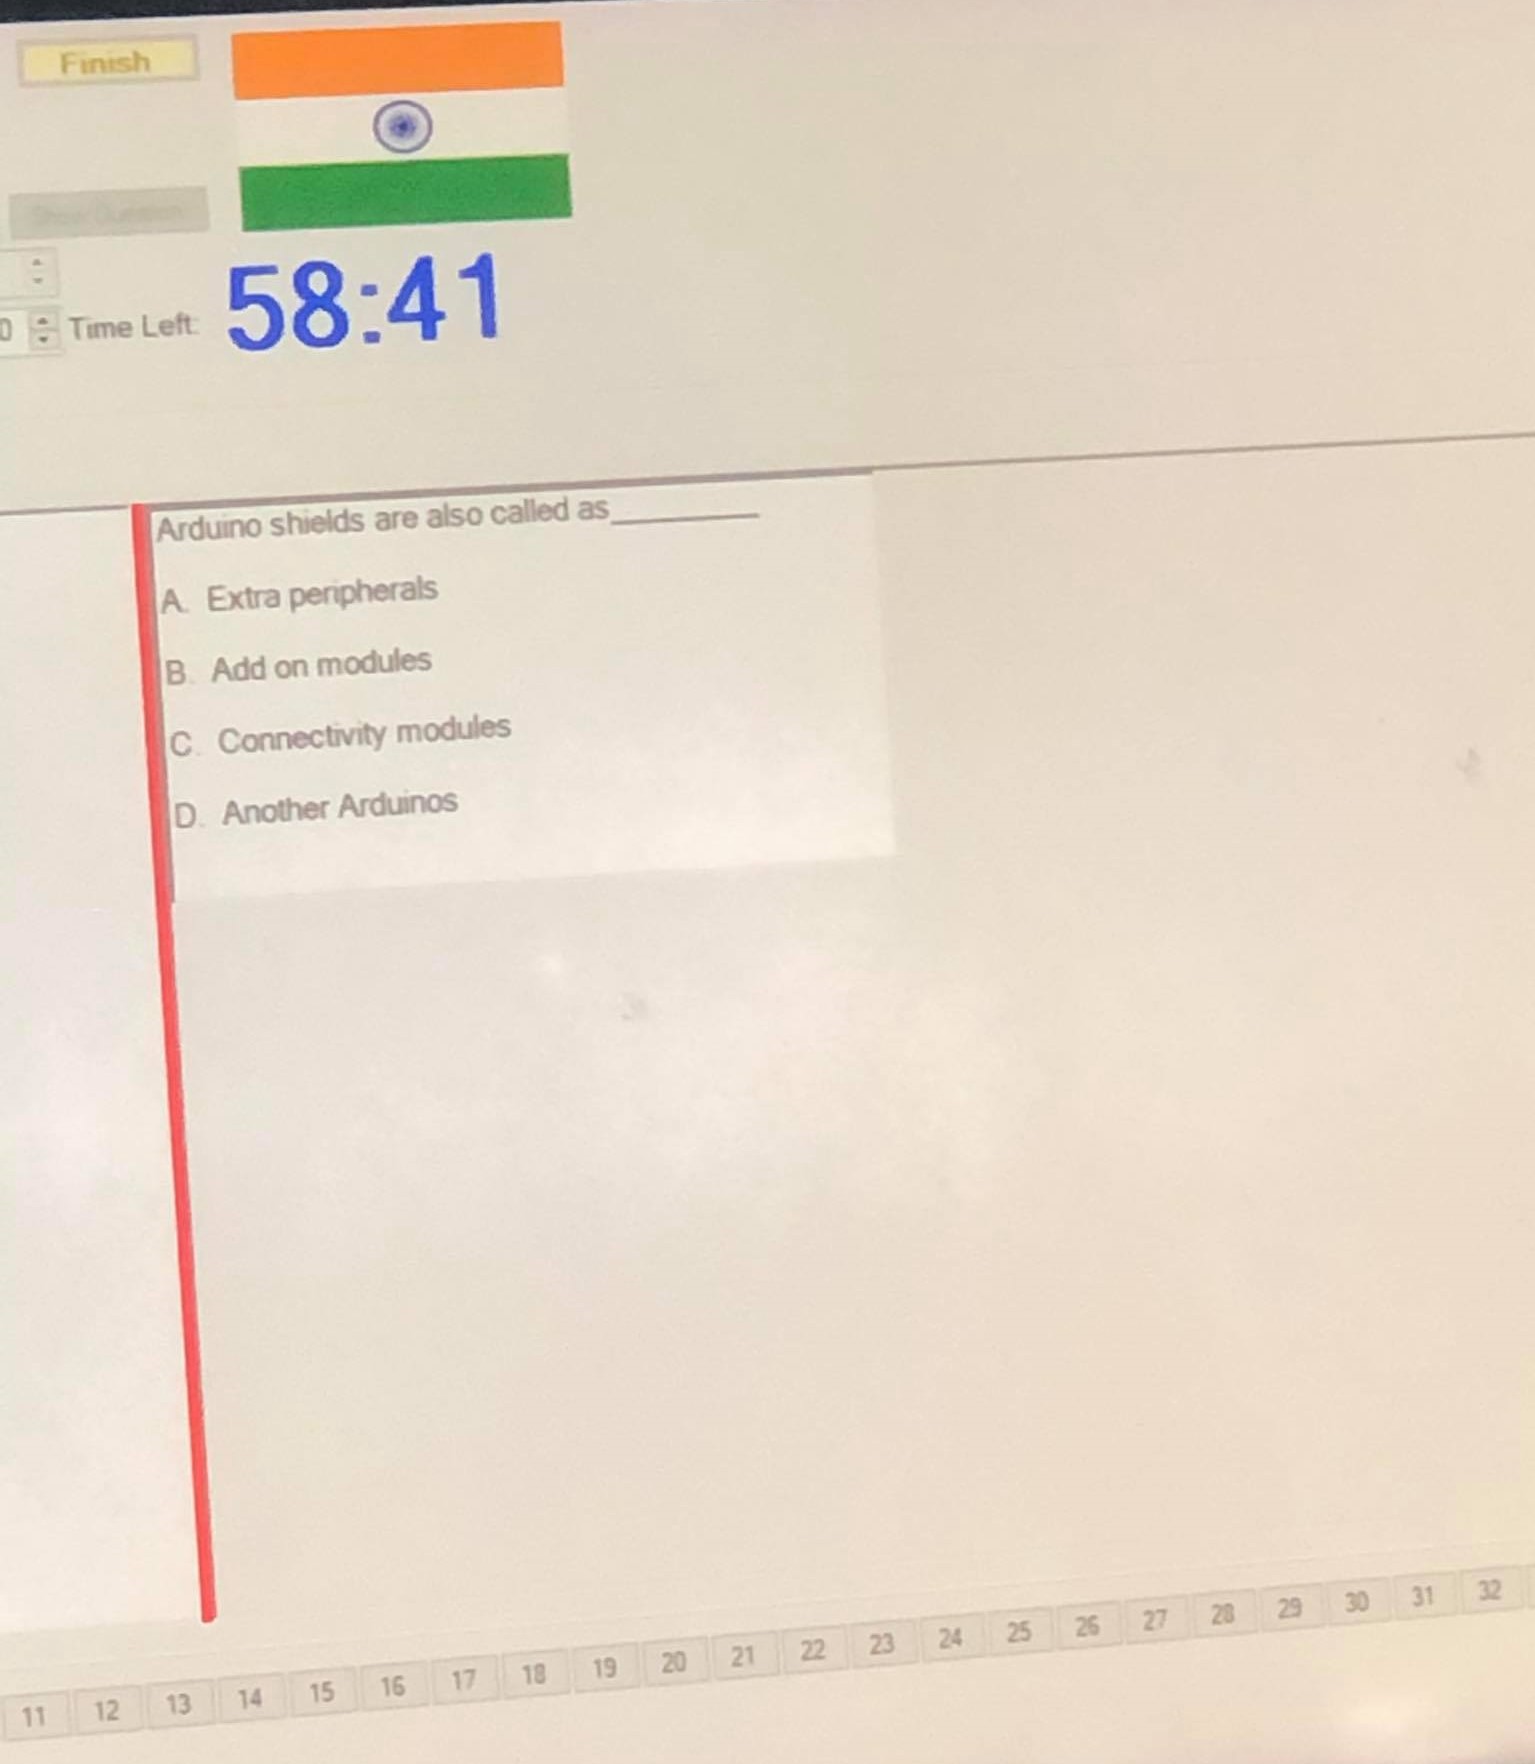 Finish
58:41
0 Time Left:
Arduino shields are also called as__________
A. Extra peripherals
B. Add on modules
C. Connectivity modules
D. Another Arduinos
11 12 13 14 15 16 17 18 19 20 21 22 23 24 25 26 27 28 29 30 31 32